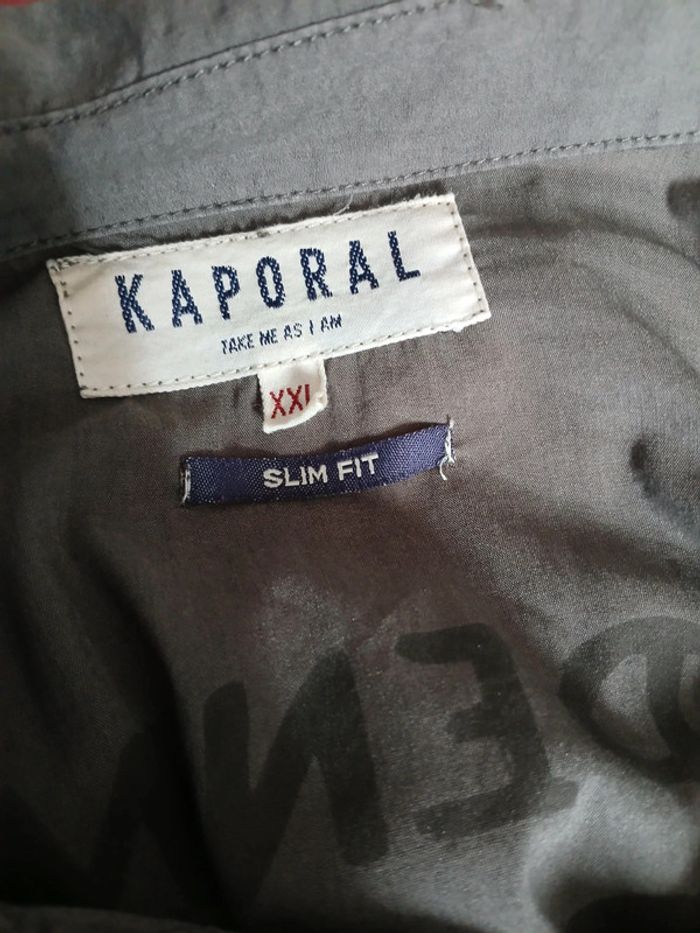 KAPORAL
TAKE ME AS I AM
XXL
SLIM FIT